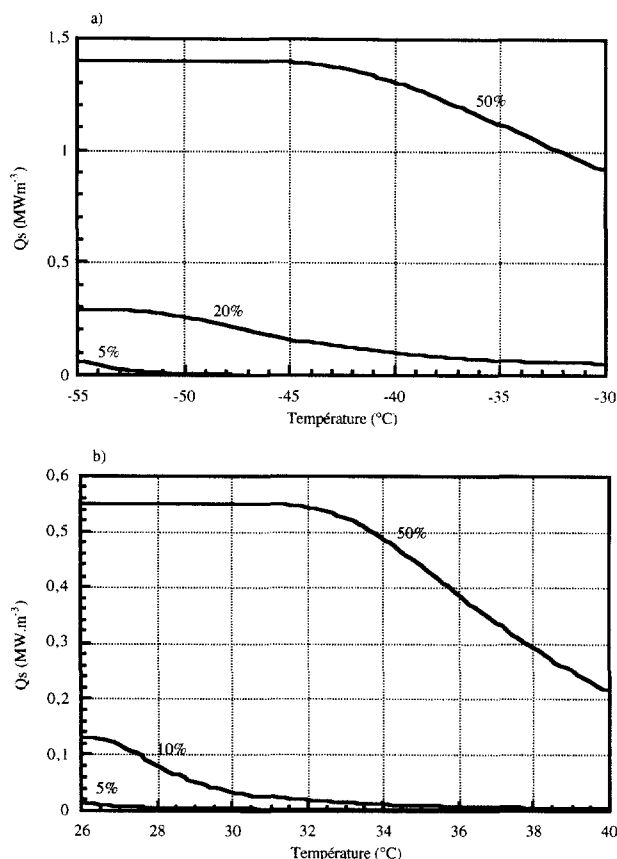 a)
1,5
1
0,5
0
Qs (MWm-3)
50%
20%
5%
-55 -50 -45 -40 -35 -30
Température (°C)
b)
0,6
0,5
0,4
0,3
0,2
0,1
0
Qs (MW.m-3)
50%
10%
5%
26 28 30 32 34 36 38 40
Température (°C)